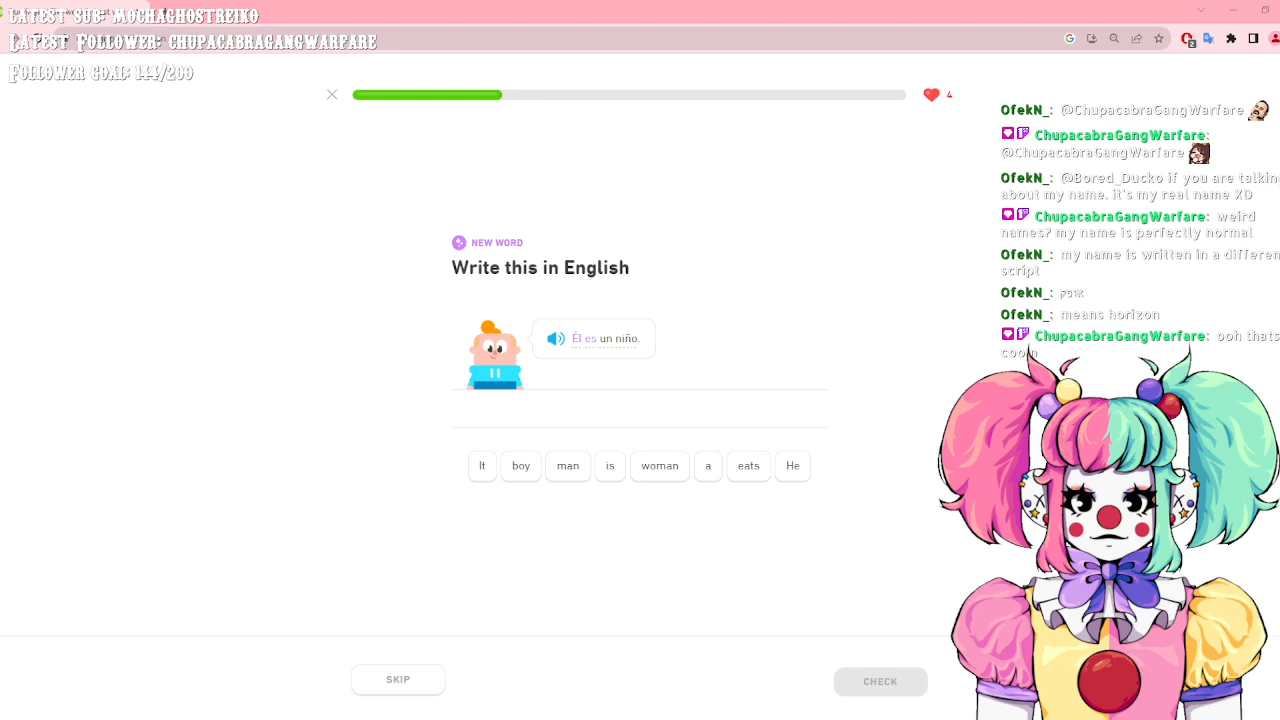 LATEST SUB: MOCHAGHOSTREIKO
LATEST FOLLOWER: CHUPACABRAGANGWARFARE
FOLLOWER GOAL: 144/200
4
NEW WORD
Write this in English
Él es un niño.
It boy man is woman a eats He
SKIP
CHECK
OfekN_: @ChupacabraGangWarfare
ChupacabraGangWarfare:
@ChupacabraGangWarfare
OfekN_: @Bored_Ducko if you are talking
about my name. it's my real name XD
ChupacabraGangWarfare: weird
names? my name is perfectly normal
OfekN_: my name is written in a different
script
OfekN_: אופק
OfekN_: means horizon
ChupacabraGangWarfare: ooh thats